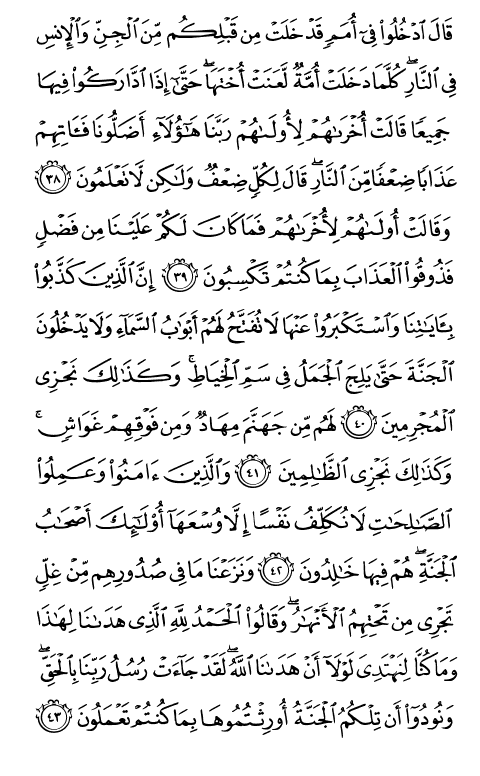 قَالَ ٱدۡخُلُواْ فِيٓ أُمَمٖ قَدۡ خَلَتۡ مِن قَبۡلِكُم مِّنَ ٱلۡجِنِّ وَٱلۡإِنسِ
فِي ٱلنَّارِۖ كُلَّمَا دَخَلَتۡ أُمَّةٞ لَّعَنَتۡ أُخۡتَهَاۖ حَتَّىٰٓ إِذَا ٱدَّارَكُواْ فِيهَا
جَمِيعٗا قَالَتۡ أُخۡرَىٰهُمۡ لِأُولَىٰهُمۡ رَبَّنَا هَٰٓؤُلَآءِ أَضَلُّونَا فَـَٔاتِهِمۡ
عَذَابٗا ضِعۡفٗا مِّنَ ٱلنَّارِۖ قَالَ لِكُلّٖ ضِعۡفٞ وَلَٰكِن لَّا تَعۡلَمُونَ ٣٨
وَقَالَتۡ أُولَىٰهُمۡ لِأُخۡرَىٰهُمۡ فَمَا كَانَ لَكُمۡ عَلَيۡنَا مِن فَضۡلٖ
فَذُوقُواْ ٱلۡعَذَابَ بِمَا كُنتُمۡ تَكۡسِبُونَ ٣٩ إِنَّ ٱلَّذِينَ كَذَّبُواْ
بِـَٔايَٰتِنَا وَٱسۡتَكۡبَرُواْ عَنۡهَا لَا تُفَتَّحُ لَهُمۡ أَبۡوَٰبُ ٱلسَّمَآءِ وَلَا يَدۡخُلُونَ
ٱلۡجَنَّةَ حَتَّىٰ يَلِجَ ٱلۡجَمَلُ فِي سَمِّ ٱلۡخِيَاطِۚ وَكَذَٰلِكَ نَجۡزِي
ٱلۡمُجۡرِمِينَ ٤٠ لَهُم مِّن جَهَنَّمَ مِهَادٞ وَمِن فَوۡقِهِمۡ غَوَاشٖۚ
وَكَذَٰلِكَ نَجۡزِي ٱلظَّٰلِمِينَ ٤١ وَٱلَّذِينَ ءَامَنُواْ وَعَمِلُواْ
ٱلصَّٰلِحَٰتِ لَا نُكَلِّفُ نَفۡسًا إِلَّا وُسۡعَهَآ أُوْلَٰٓئِكَ أَصۡحَٰبُ
ٱلۡجَنَّةِۖ هُمۡ فِيهَا خَٰلِدُونَ ٤٢ وَنَزَعۡنَا مَا فِي صُدُورِهِم مِّنۡ غِلّٖ
تَجۡرِي مِن تَحۡتِهِمُ ٱلۡأَنۡهَٰرُۖ وَقَالُواْ ٱلۡحَمۡدُ لِلَّهِ ٱلَّذِي هَدَىٰنَا لِهَٰذَا
وَمَا كُنَّا لِنَهۡتَدِيَ لَوۡلَآ أَنۡ هَدَىٰنَا ٱللَّهُۖ لَقَدۡ جَآءَتۡ رُسُلُ رَبِّنَا بِٱلۡحَقِّۖ
وَنُودُوٓاْ أَن تِلۡكُمُ ٱلۡجَنَّةُ أُورِثۡتُمُوهَا بِمَا كُنتُمۡ تَعۡمَلُونَ ٤٣